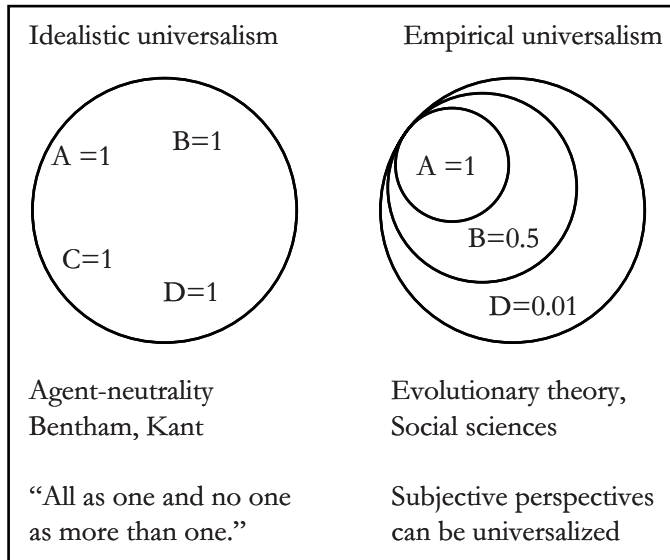 Idealistic universalism
A =1
B=1
C=1
D=1
Agent-neutrality
Bentham, Kant
“All as one and no one
as more than one.”
Empirical universalism
A =1
B=0.5
D=0.01
Evolutionary theory,
Social sciences
Subjective perspectives
can be universalized